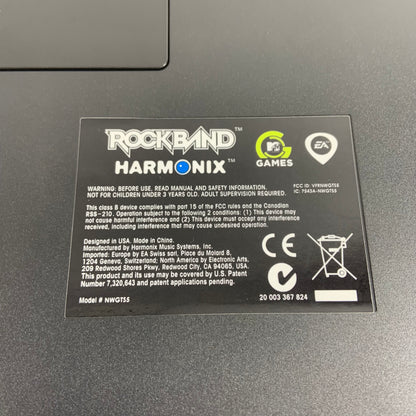 ROCKBAND™
HARMONIX™
MTV
GAMES
EA
FCC ID: VFRNWGTS5
IC: 7543A-NWGTS5
WARNING: BEFORE USE, READ MANUAL AND SAFETY INFORMATION.
NOT FOR CHILDREN UNDER 3 YEARS OLD. ADULT SUPERVISION REQUIRED.
This class B device complies with part 15 of the FCC rules and the Canadian
RSS-210. Operation subject to the following 2 conditions: (1) This device may
not cause harmful interference and (2) This device must accept any interference
including interference that may cause undesired operation.
Designed in USA. Made in China.
Manufactured by Harmonix Music Systems, Inc.
Imported: Europe by EA Swiss sarl, Place du Molard 8,
1204 Geneva, Switzerland; North America by Electronic Arts,
209 Redwood Shores Pkwy, Redwood City, CA 94065, USA.
This product and its use may be covered by U.S. Patent
Number 7,320,643 and patent applications pending.
Model # NWGTS5
CE
20 003 367 824